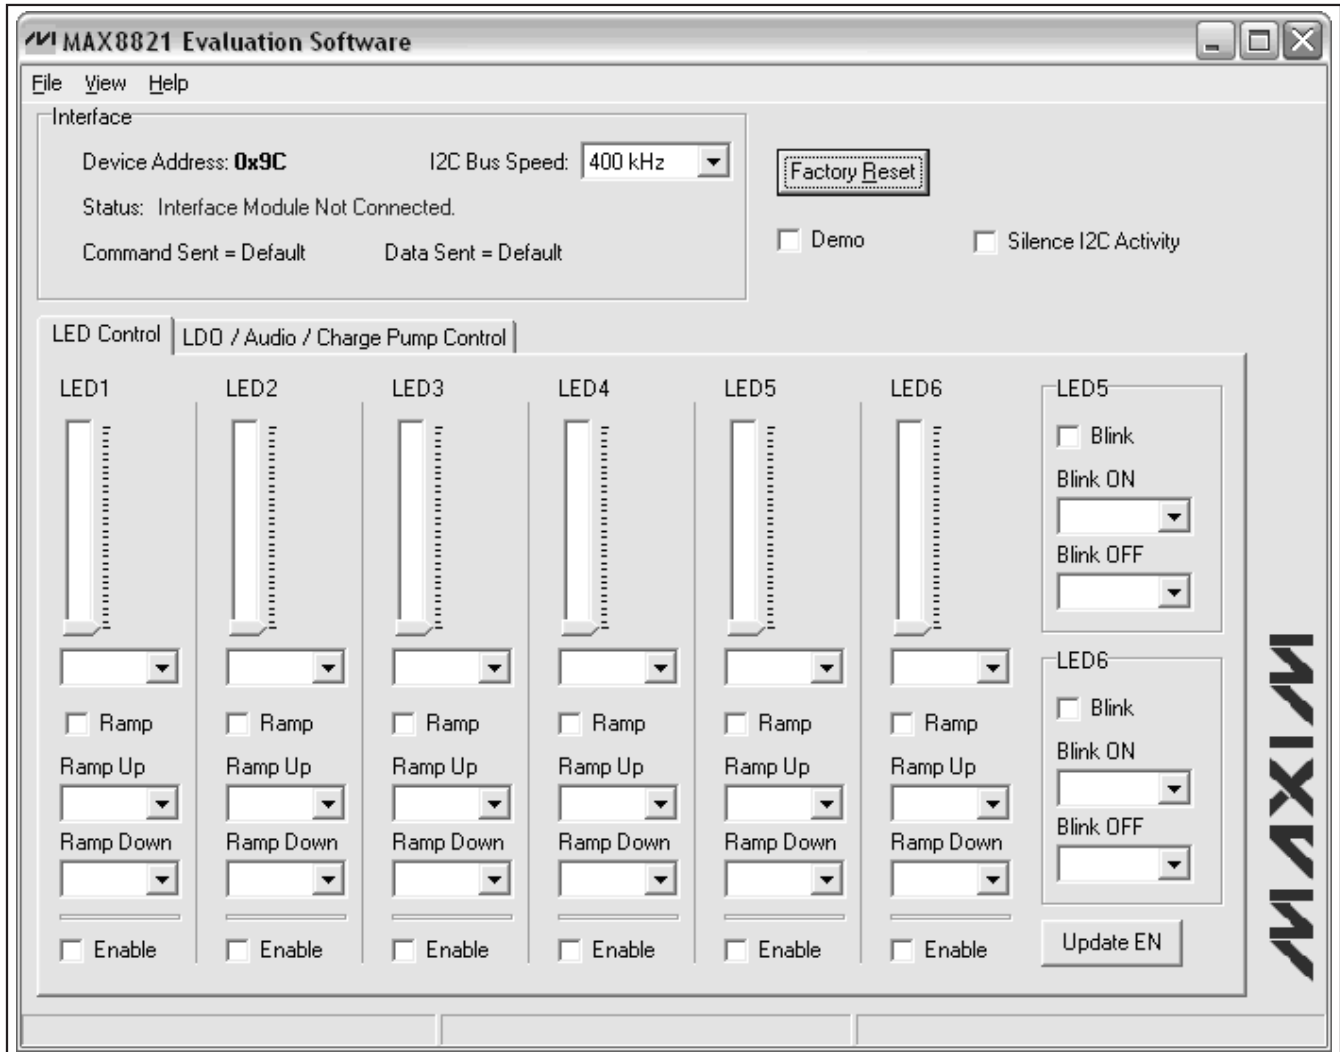 MAX8821 Evaluation Software
File View Help
Interface
Device Address: 0x9C I2C Bus Speed: 400 kHz
Factory Reset
Status: Interface Module Not Connected.
Demo Silence I2C Activity
Command Sent = Default Data Sent = Default
LED Control LDO / Audio / Charge Pump Control
LED1 LED2 LED3 LED4 LED5 LED6
Ramp Ramp Ramp Ramp Ramp Ramp
Ramp Up Ramp Up Ramp Up Ramp Up Ramp Up Ramp Up
Ramp Down Ramp Down Ramp Down Ramp Down Ramp Down Ramp Down
Enable Enable Enable Enable Enable Enable
LED5
Blink
Blink ON
Blink OFF
LED6
Blink
Blink ON
Blink OFF
Update EN
MAXIM